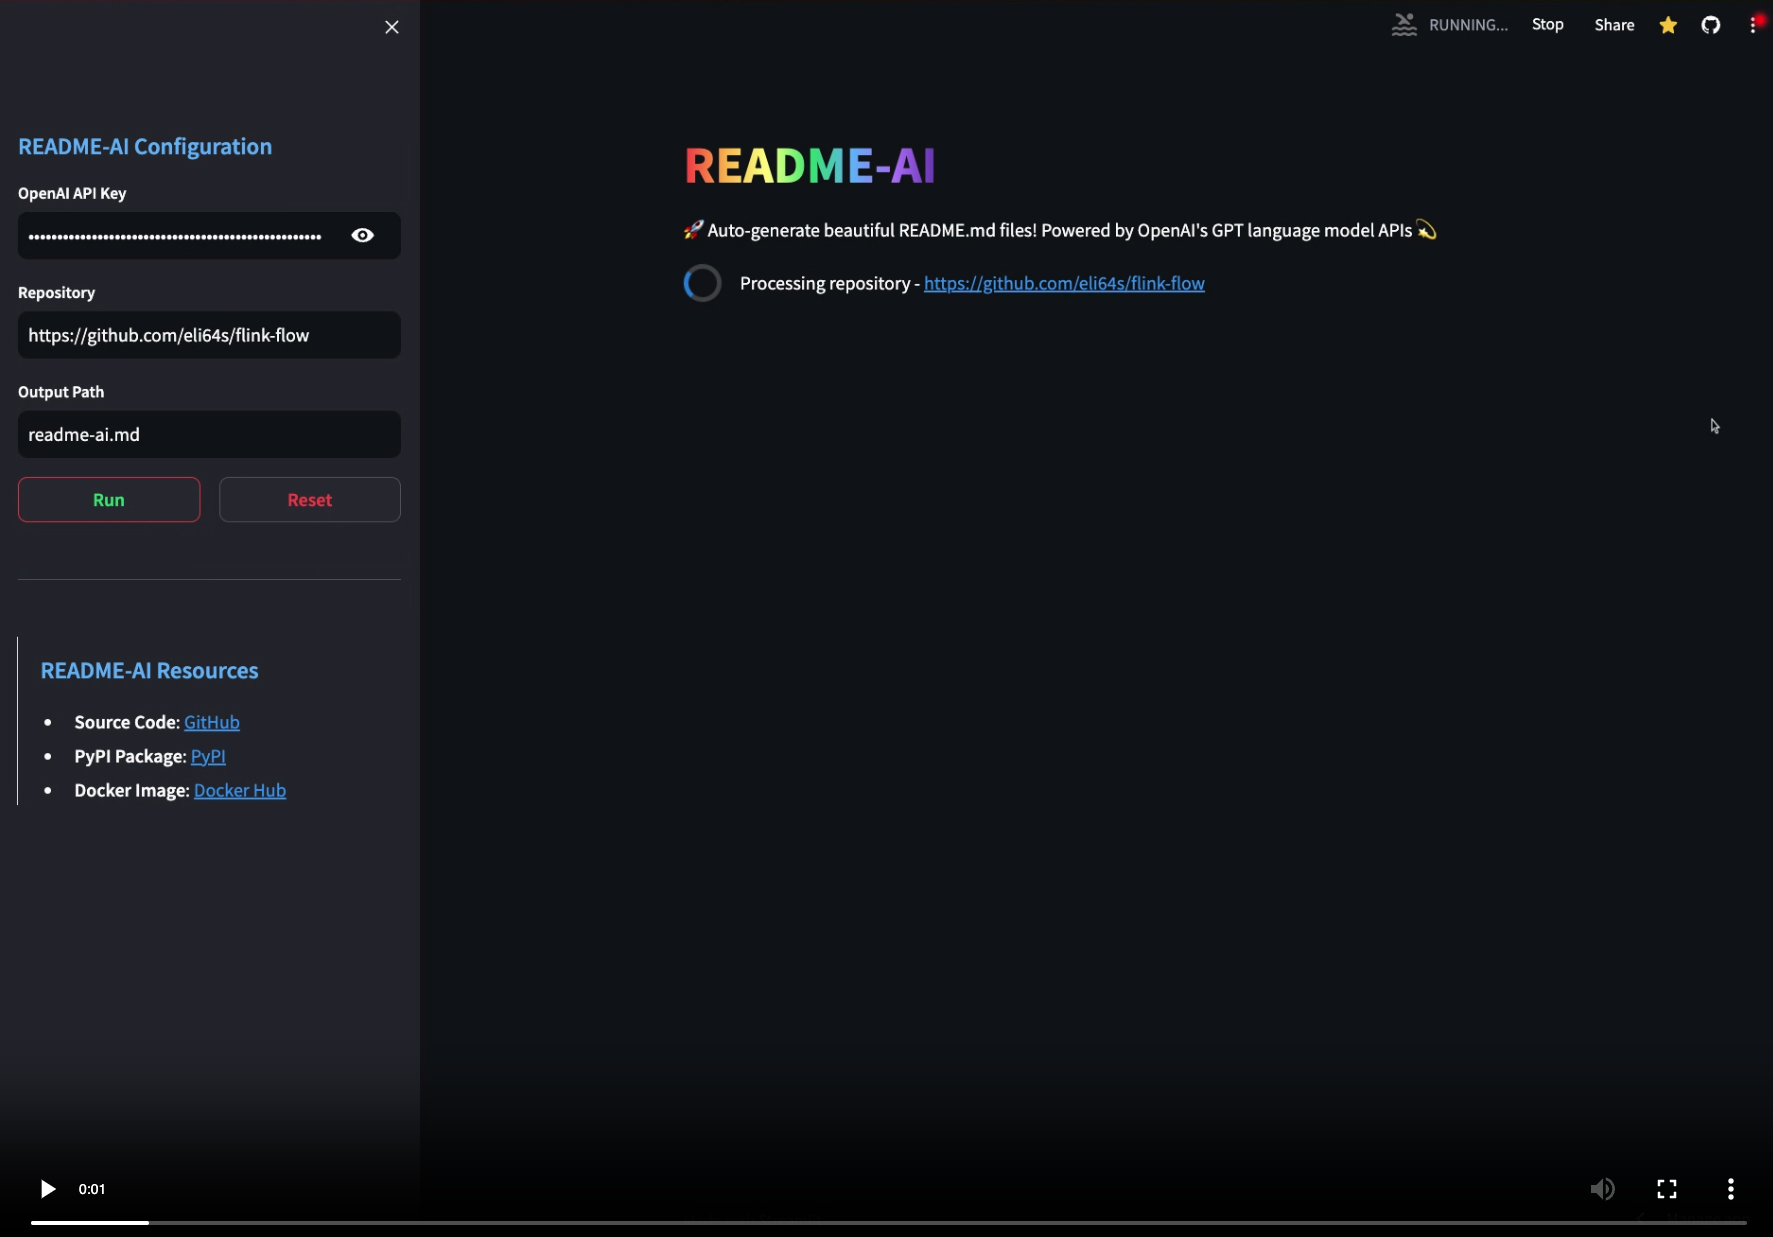 RUNNING...
Stop
Share
README-AI Configuration
OpenAI API Key
Repository
https://github.com/eli64s/flink-flow
Output Path
readme-ai.md
Run
Reset
README-AI Resources
Source Code: GitHub
PyPI Package: PyPI
Docker Image: Docker Hub
README-AI
🚀 Auto-generate beautiful README.md files! Powered by OpenAI's GPT language model APIs 💫
Processing repository - https://github.com/eli64s/flink-flow
0:01